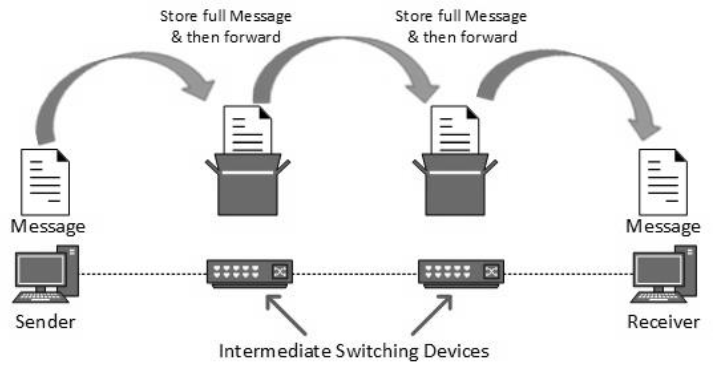 Store full Message
& then forward
Store full Message
& then forward
Message
Message
Sender
Receiver
Intermediate Switching Devices